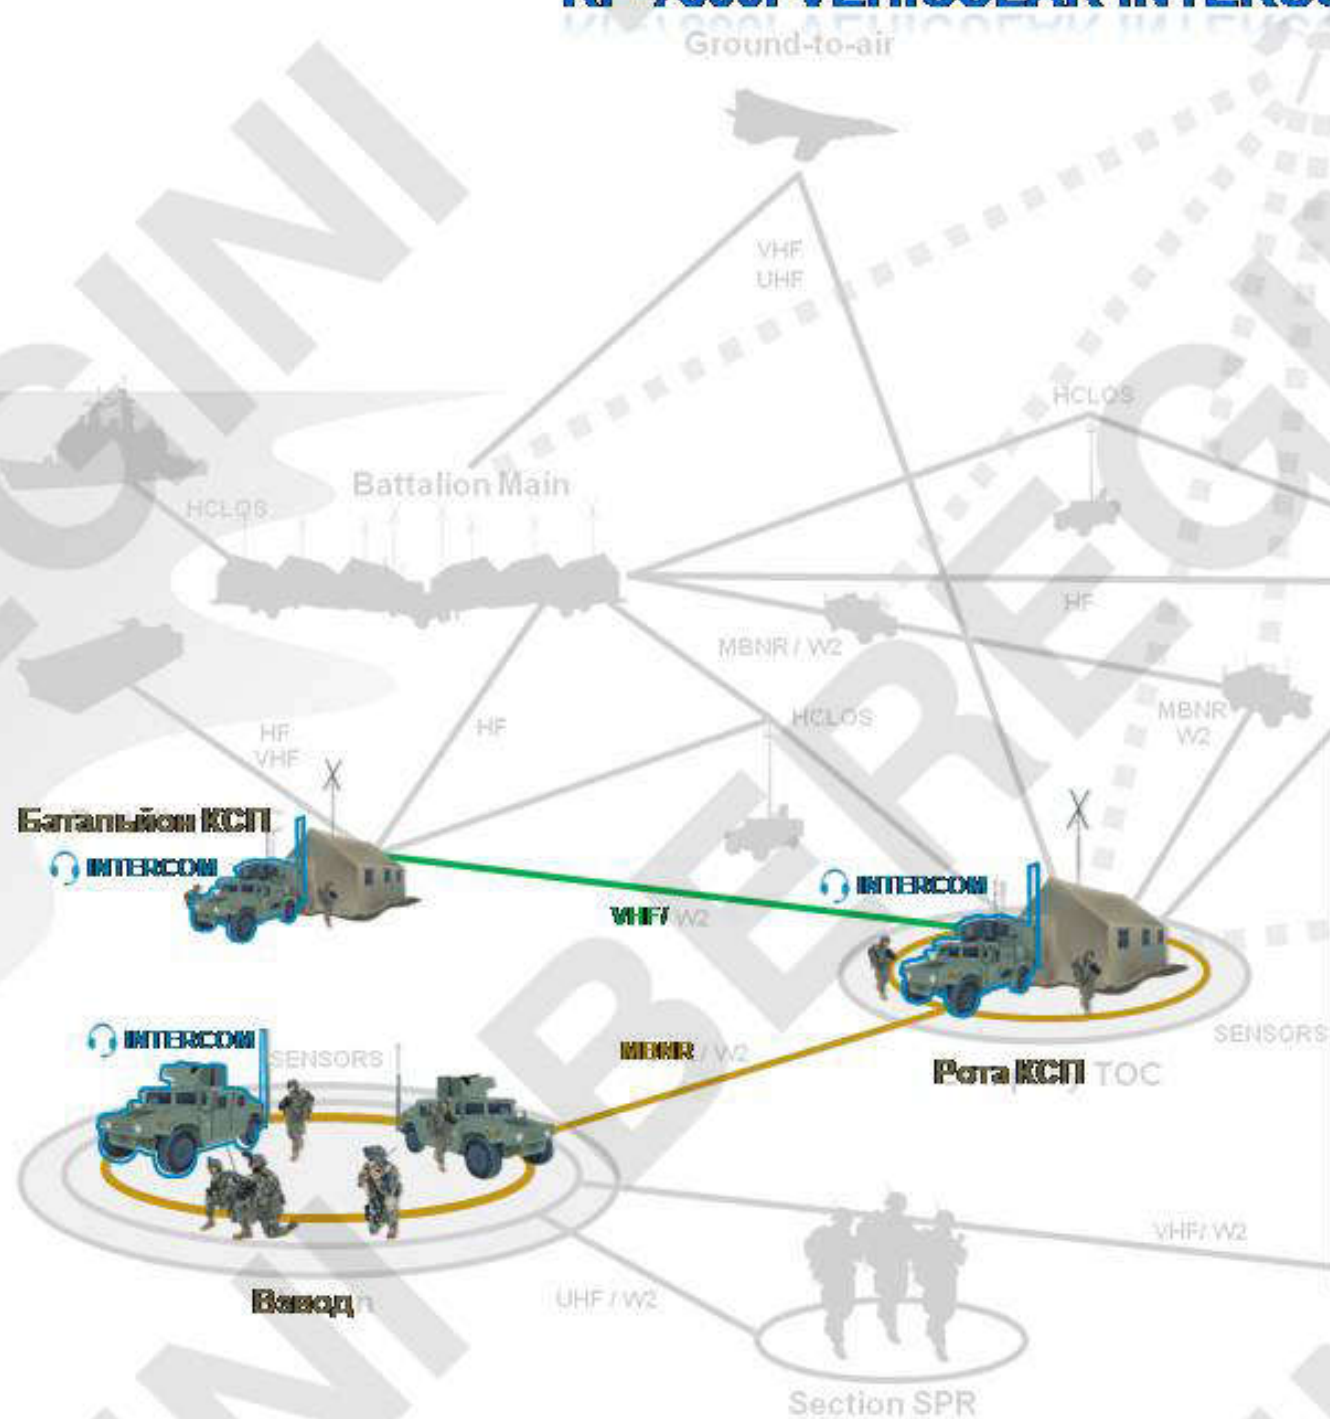 VEHICULAR
Ground-to-air
VHF
UHF
HCLOS
Battalion Main
HCLOS
HF
MBNR / W2
HF
VHF
HF
HCLOS
MBNR
W2
Батальйон КСП
INTERCOM
INTERCOM
VHF/ W2
INTERCOM
SENSORS
MBNR / W2
SENSORS
Рота КСП TOC
VHF/ W2
Взвод
UHF / W2
Section SPR